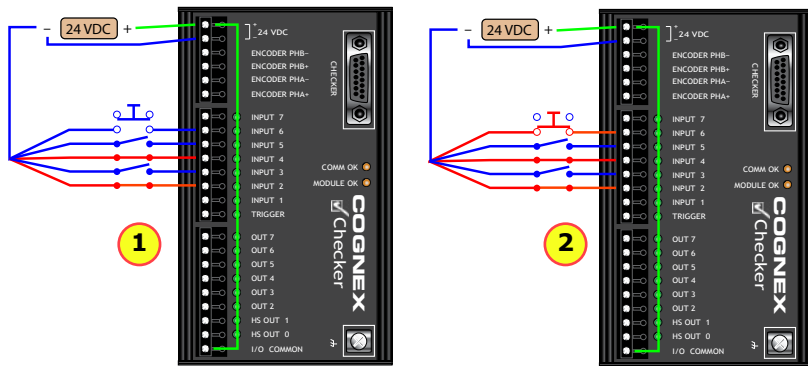 − 24 VDC +
+
−
24 VDC
ENCODER PHB−
ENCODER PHB+
ENCODER PHA−
ENCODER PHA+
CHECKER
INPUT 7
INPUT 6
INPUT 5
INPUT 4
INPUT 3
INPUT 2
INPUT 1
TRIGGER
COMM OK
MODULE OK
OUT 7
OUT 6
OUT 5
OUT 4
OUT 3
OUT 2
HS OUT 1
HS OUT 0
I/O COMMON
COGNEX
Checker
1
− 24 VDC +
+
−
24 VDC
ENCODER PHB−
ENCODER PHB+
ENCODER PHA−
ENCODER PHA+
CHECKER
INPUT 7
INPUT 6
INPUT 5
INPUT 4
INPUT 3
INPUT 2
INPUT 1
TRIGGER
COMM OK
MODULE OK
OUT 7
OUT 6
OUT 5
OUT 4
OUT 3
OUT 2
HS OUT 1
HS OUT 0
I/O COMMON
COGNEX
Checker
2